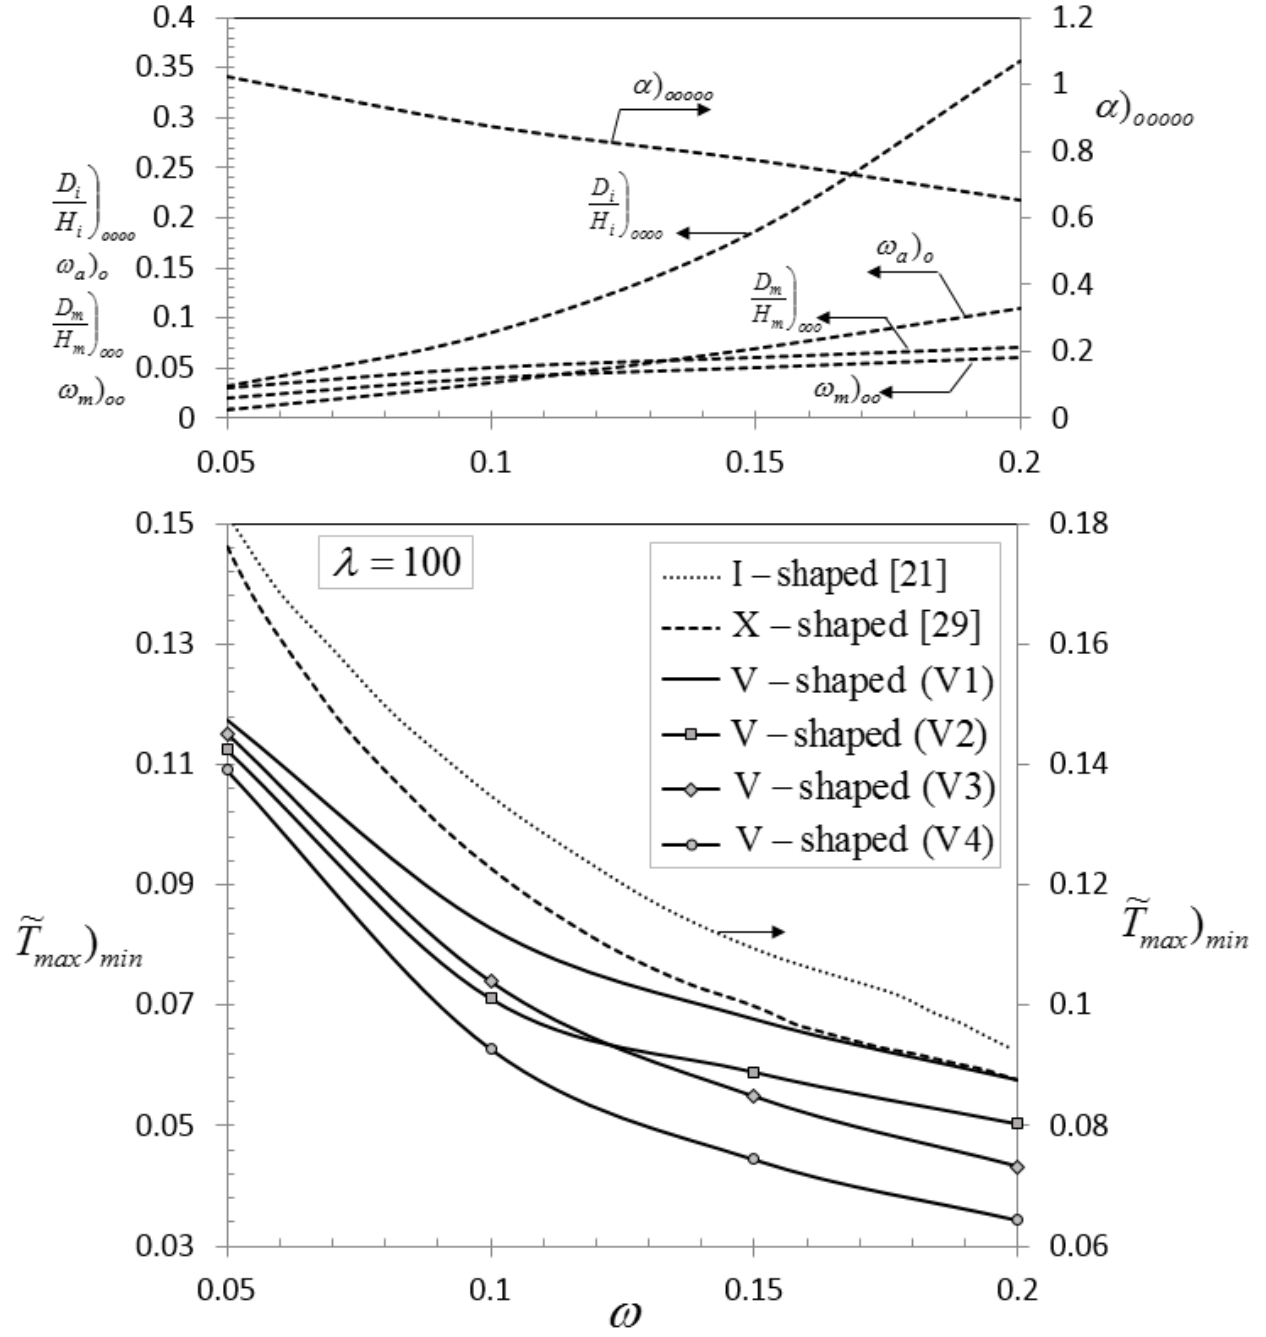 0.4 1.2
0.35
α)ooooo 1 α)ooooo
0.3
0.25 0.8
Di/Hi)oooo 0.2 Di/Hi)oooo 0.6
ωa)o 0.15 ωa)o
0.4
Dm/Hm)ooo 0.1 Dm/Hm)ooo
0.05 0.2
ωm)oo 0 ωm)oo 0
0.05 0.1 0.15 0.2
0.15 0.18
λ = 100
I – shaped [21]
X – shaped [29]
0.13 0.16
V – shaped (V1)
V – shaped (V2)
0.11 0.14
V – shaped (V3)
V – shaped (V4)
0.09 0.12
T̃max)min T̃max)min
0.07 0.1
0.05 0.08
0.03 0.06
0.05 0.1 0.15 0.2
ω